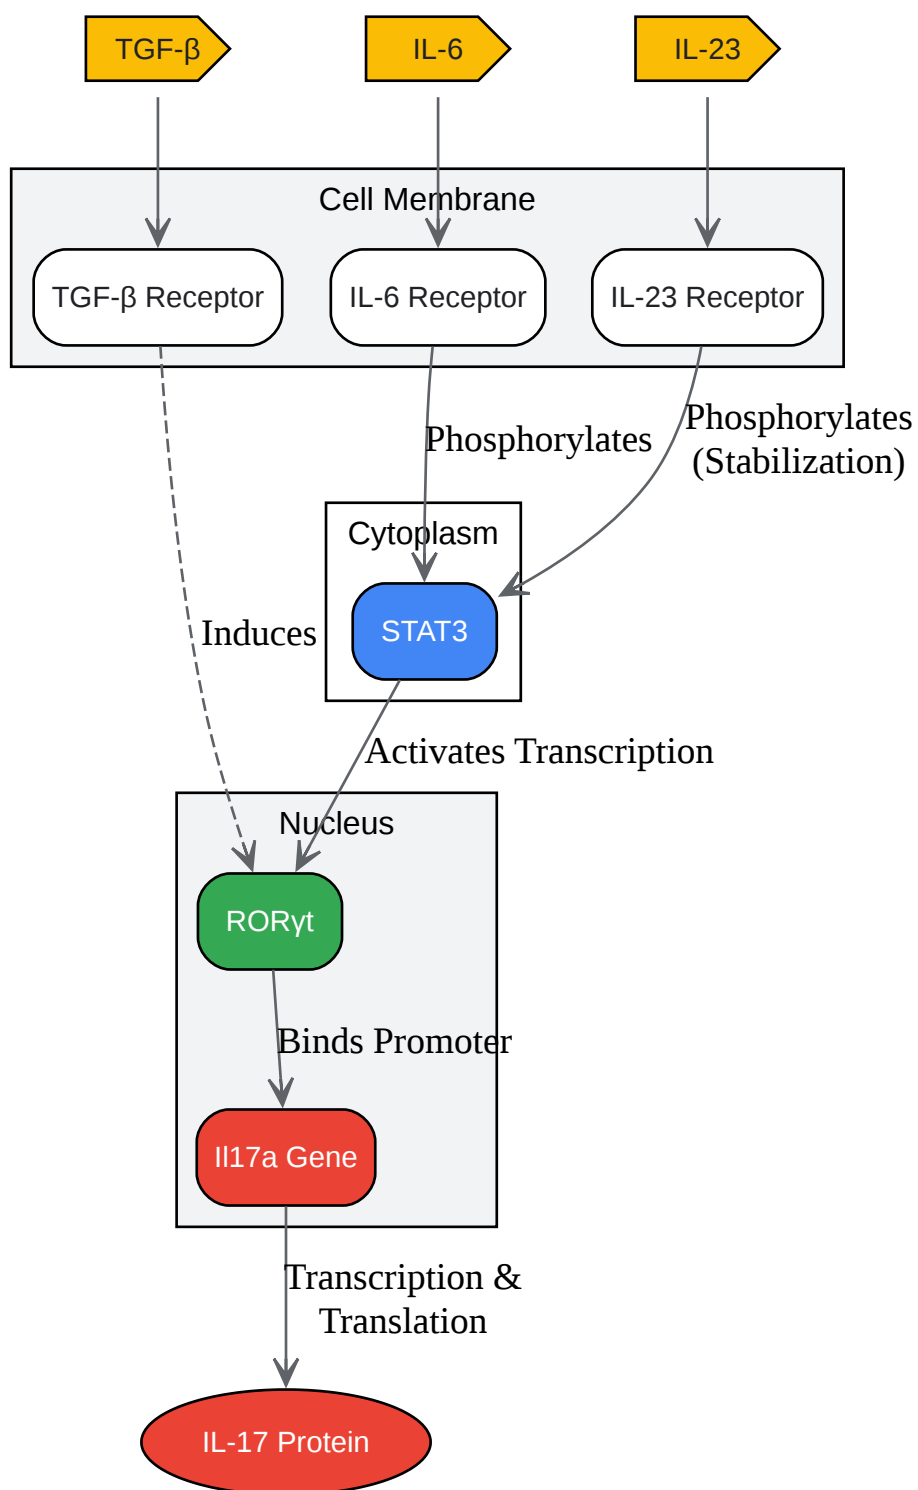 TGF-β
IL-6
IL-23
Cell Membrane
TGF-β Receptor
IL-6 Receptor
IL-23 Receptor
Phosphorylates
Phosphorylates
(Stabilization)
Cytoplasm
STAT3
Induces
Activates Transcription
Nucleus
RORγt
Binds Promoter
Il17a Gene
Transcription &
Translation
IL-17 Protein